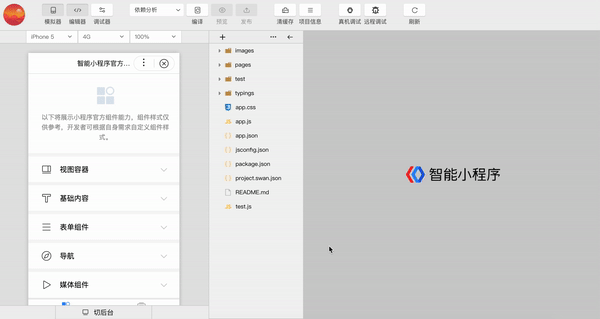 依赖分析
模拟器
编辑器
调试器
编译
预览
发布
清缓存
项目信息
真机调试
远程调试
刷新
iPhone 5
4G
100%
智能小程序官方...
以下将展示小程序官方组件能力，组件样式仅
供参考，开发者可根据自身需求自定义组件样
式。
视图容器
基础内容
表单组件
导航
媒体组件
切后台
images
pages
test
typings
app.css
app.js
app.json
jsconfig.json
package.json
project.swan.json
README.md
test.js
智能小程序